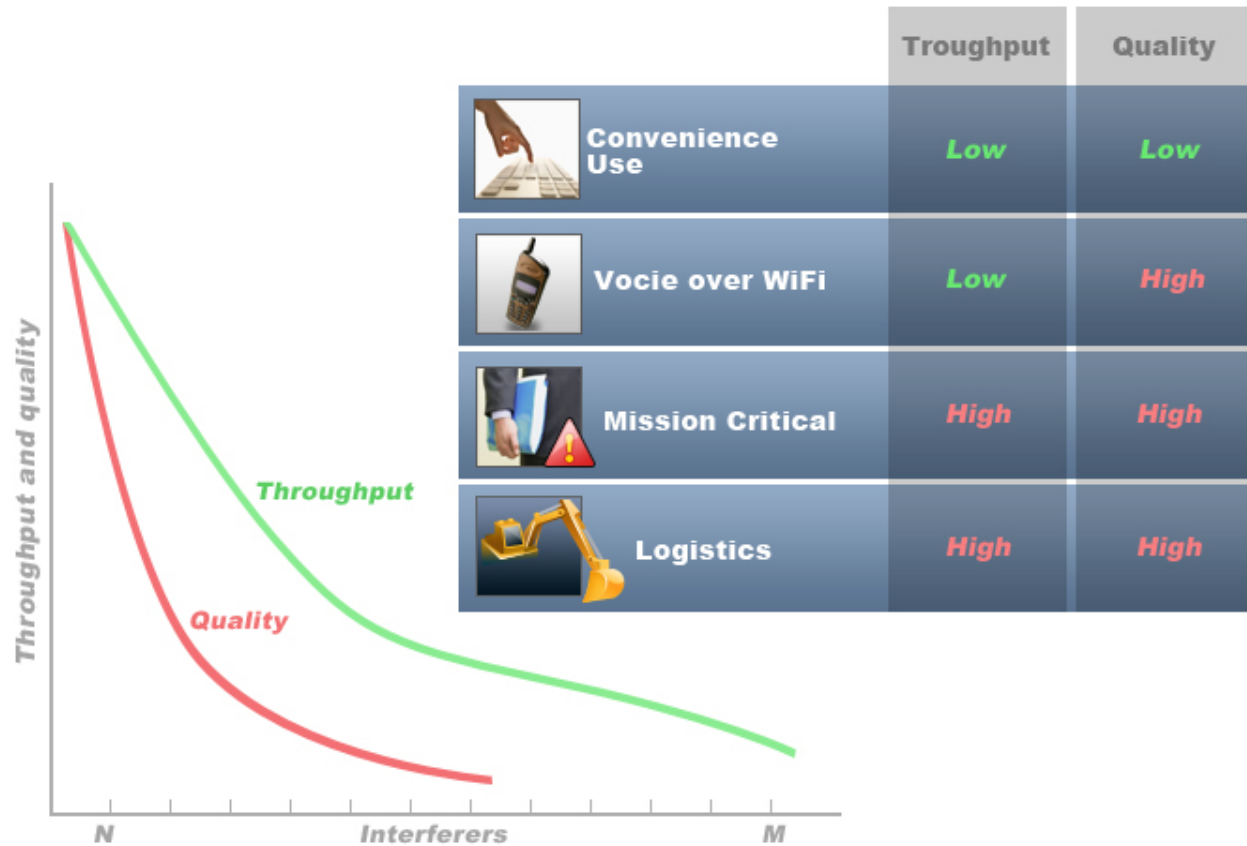 Troughput Quality
Convenience
Use
Low Low
Vocie over WiFi Low High
Mission Critical High High
Logistics High High
Throughput and quality
Throughput
Quality
N Interferers M